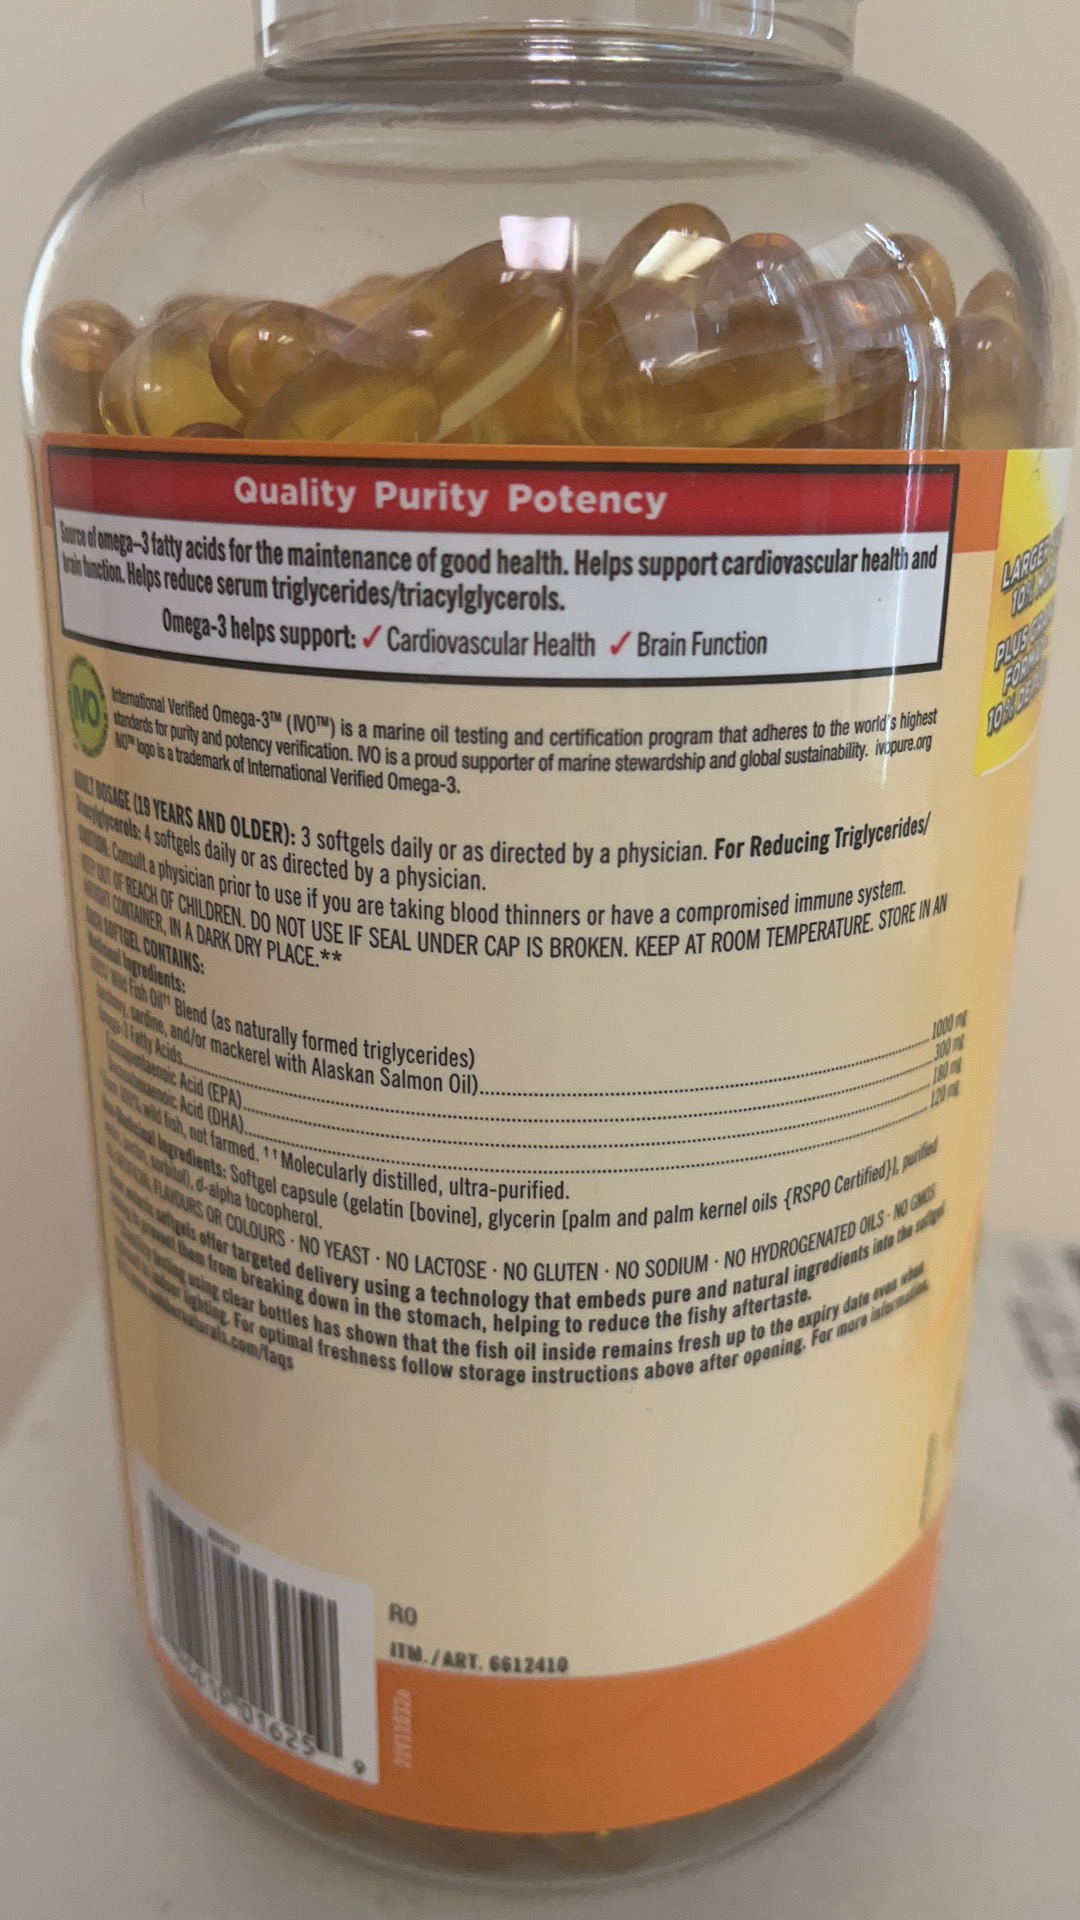 Quality Purity Potency
Source of omega–3 fatty acids for the maintenance of good health. Helps support cardiovascular health and
brain function. Helps reduce serum triglycerides/triacylglycerols.
Omega-3 helps support: ✓ Cardiovascular Health ✓ Brain Function
IVO
International Verified Omega-3™ (IVO™) is a marine oil testing and certification program that adheres to the world's highest
standards for purity and potency verification. IVO is a proud supporter of marine stewardship and global sustainability. ivopure.org
IVO™ logo is a trademark of International Verified Omega-3.
ADULT DOSAGE (19 YEARS AND OLDER): 3 softgels daily or as directed by a physician. For Reducing Triglycerides/
Triacylglycerols: 4 softgels daily or as directed by a physician.
CAUTION: Consult a physician prior to use if you are taking blood thinners or have a compromised immune system.
KEEP OUT OF REACH OF CHILDREN. DO NOT USE IF SEAL UNDER CAP IS BROKEN. KEEP AT ROOM TEMPERATURE. STORE IN AN
UPRIGHT CONTAINER, IN A DARK DRY PLACE.**
EACH SOFTGEL CONTAINS:
Medicinal Ingredients:
Wild Fish Oil†† Blend (as naturally formed triglycerides)
anchovy, sardine, and/or mackerel with Alaskan Salmon Oil) 1000 mg
Omega-3 Fatty Acids 300 mg
Eicosapentaenoic Acid (EPA) 180 mg
Docosahexaenoic Acid (DHA) 120 mg
100% wild fish, not farmed. ††Molecularly distilled, ultra-purified.
Non-Medicinal Ingredients: Softgel capsule (gelatin [bovine], glycerin [palm and palm kernel oils {RSPO Certified}], purified
sorbitol), d-alpha tocopherol.
ARTIFICIAL FLAVOURS OR COLOURS · NO YEAST · NO LACTOSE · NO GLUTEN · NO SODIUM · NO HYDROGENATED OILS · NO GMOS
softgels offer targeted delivery using a technology that embeds pure and natural ingredients into the softgel
to prevent them from breaking down in the stomach, helping to reduce the fishy aftertaste.
testing using clear bottles has shown that the fish oil inside remains fresh up to the expiry date even when
lighting. For optimal freshness follow storage instructions above after opening. For more information,
webbernaturals.com/faqs
LARGER
10%
PLUS
FORMAT
10% DE
RO
ITM./ART. 6612410
01625 9